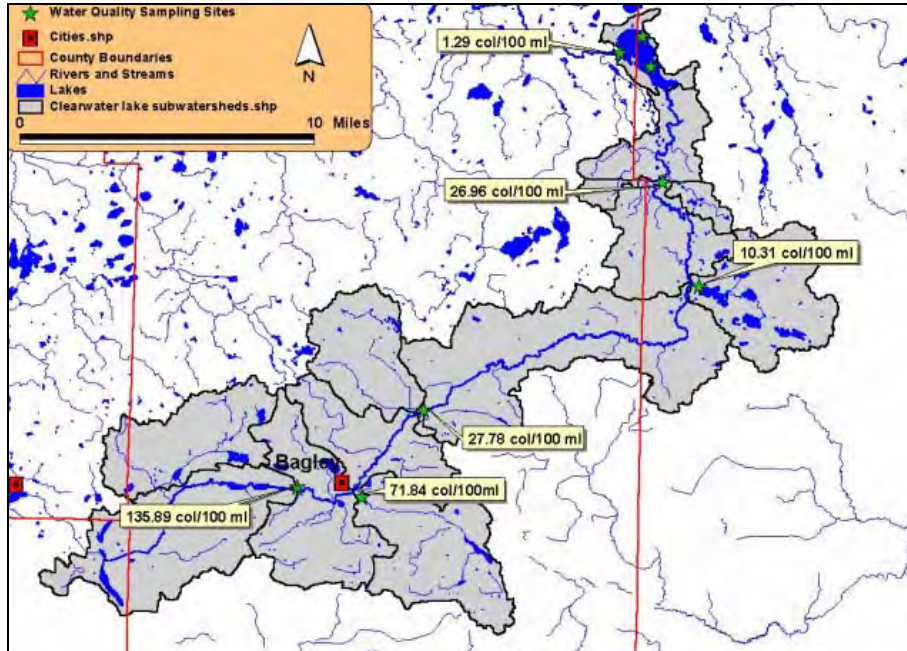 Water Quality Sampling Sites
Cities.shp
County Boundaries
Rivers and Streams
Lakes
Clearwater lake subwatersheds.shp
0 10 Miles
N
1.29 col/100 ml
26.96 col/100 ml
10.31 col/100 ml
27.78 col/100 ml
Bagley
71.84 col/100ml
135.89 col/100 ml